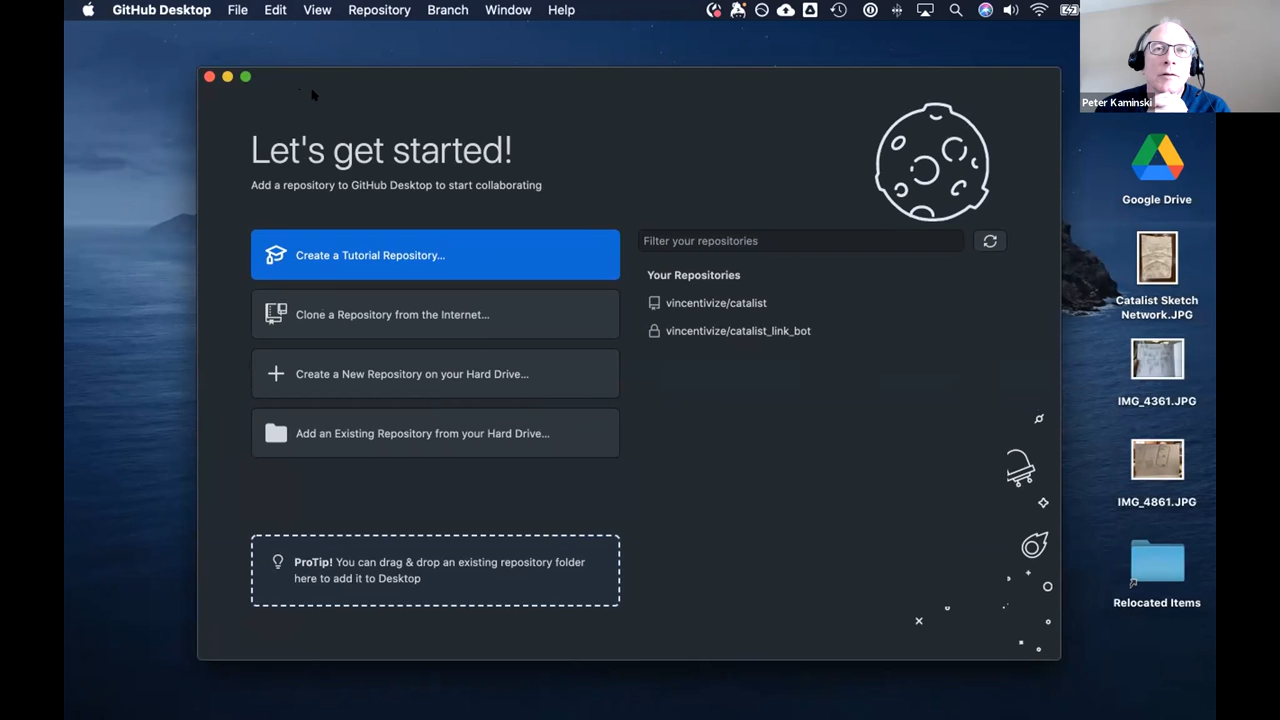 GitHub Desktop File Edit View Repository Branch Window Help
Peter Kaminski
Let's get started!
Add a repository to GitHub Desktop to start collaborating
Create a Tutorial Repository...
Clone a Repository from the Internet...
Create a New Repository on your Hard Drive...
Add an Existing Repository from your Hard Drive...
ProTip! You can drag & drop an existing repository folder
here to add it to Desktop
Filter your repositories
Your Repositories
vincentivize/catalist
vincentivize/catalist_link_bot
Google Drive
Catalist Sketch
Network.JPG
IMG_4361.JPG
IMG_4861.JPG
Relocated Items